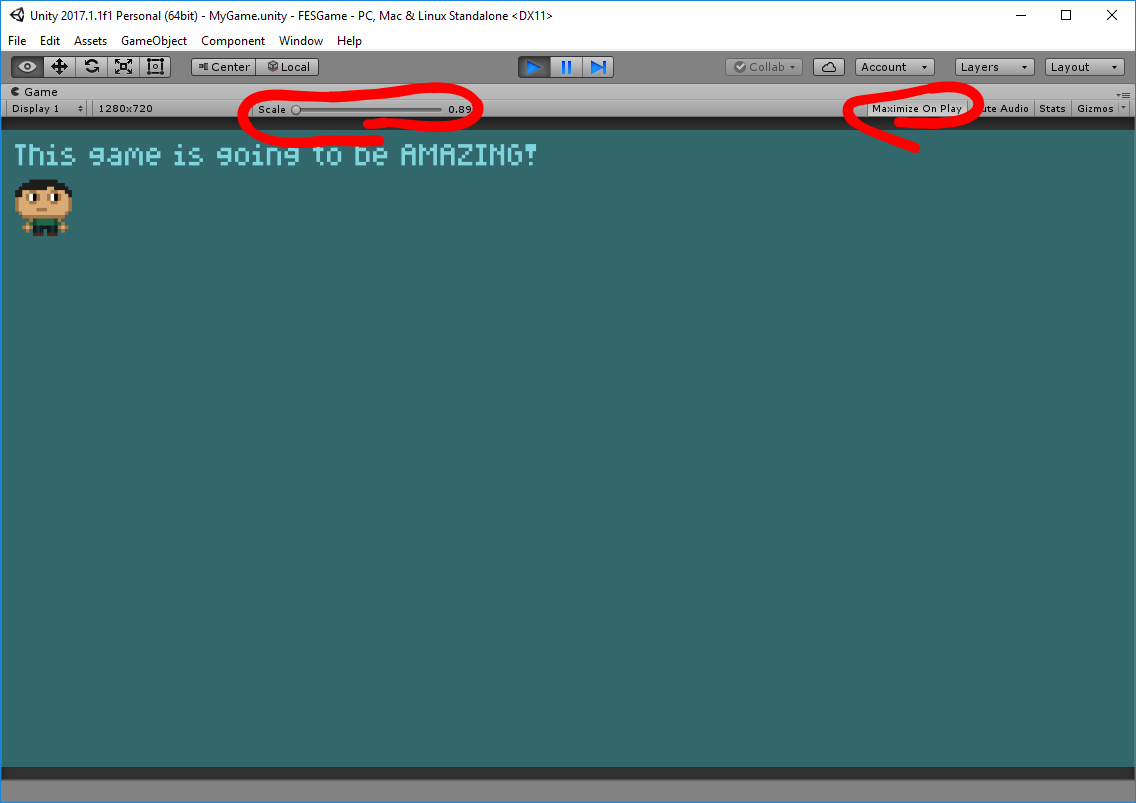 Unity 2017.1.1f1 Personal (64bit) - MyGame.unity - FESGame - PC, Mac & Linux Standalone <DX11>
File Edit Assets GameObject Component Window Help
Center Local Collab Account Layers Layout
Game
Display 1 1280x720 Scale 0.89 Maximize On Play ute Audio Stats Gizmos
This game is going to be AMAZING!